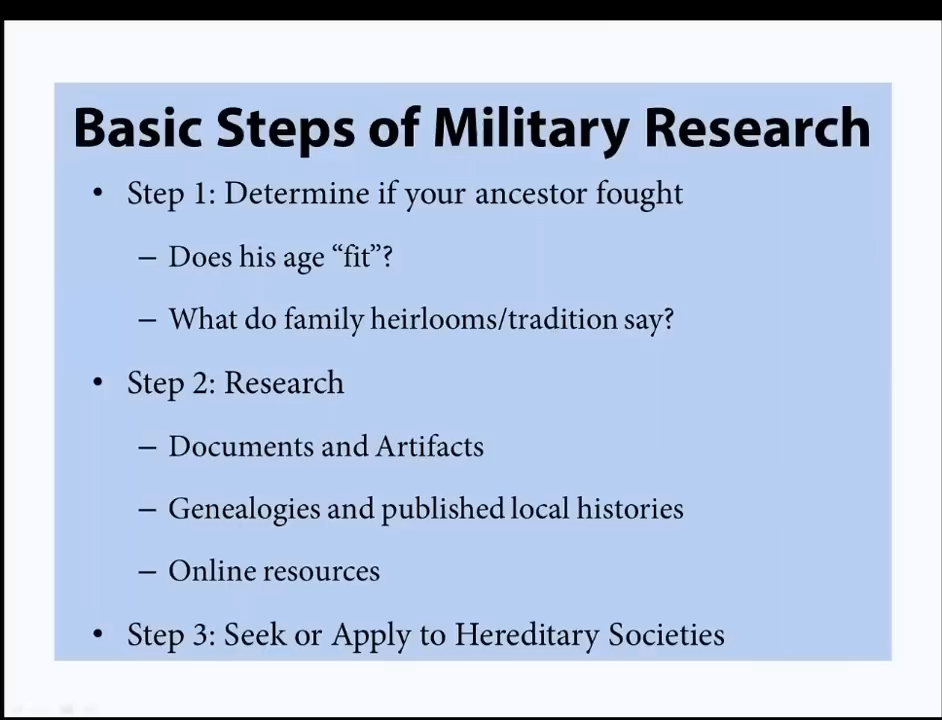 Basic Steps of Military Research
• Step 1: Determine if your ancestor fought
– Does his age “fit”?
– What do family heirlooms/tradition say?
• Step 2: Research
– Documents and Artifacts
– Genealogies and published local histories
– Online resources
• Step 3: Seek or Apply to Hereditary Societies